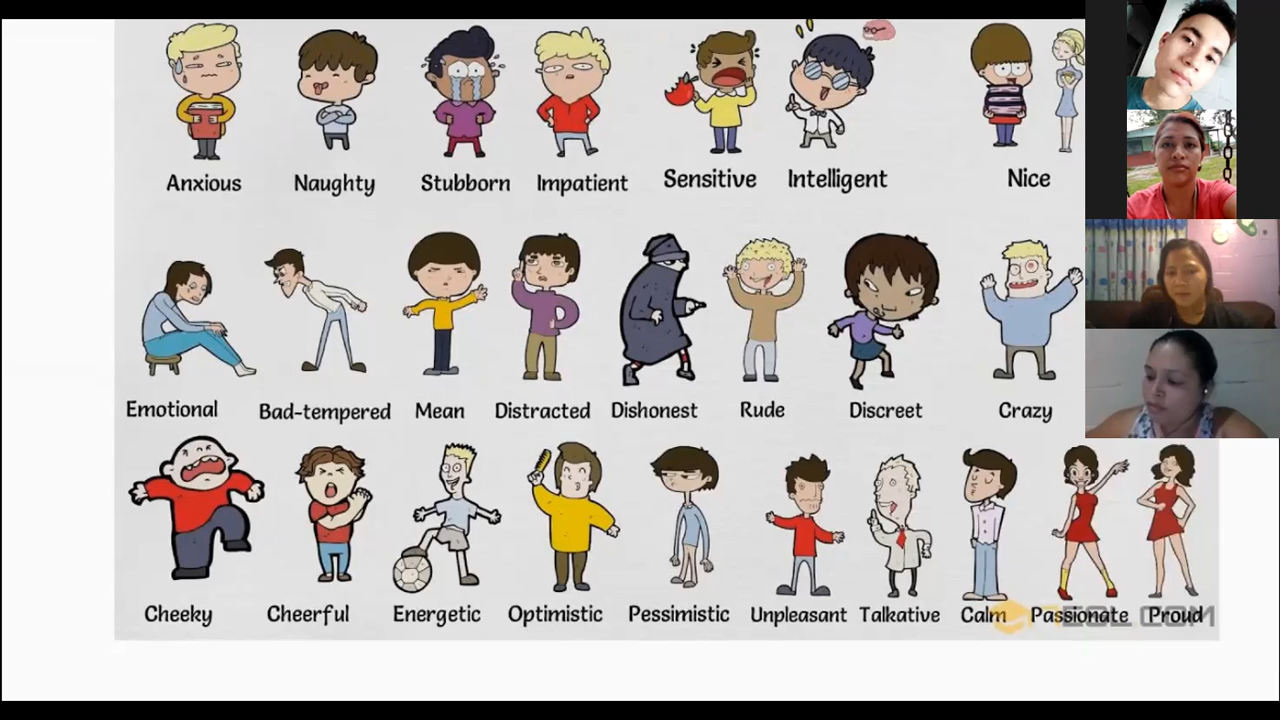 Anxious Naughty Stubborn Impatient Sensitive Intelligent Nice
Emotional Bad-tempered Mean Distracted Dishonest Rude Discreet Crazy
Cheeky Cheerful Energetic Optimistic Pessimistic Unpleasant Talkative Calm Passionate Proud